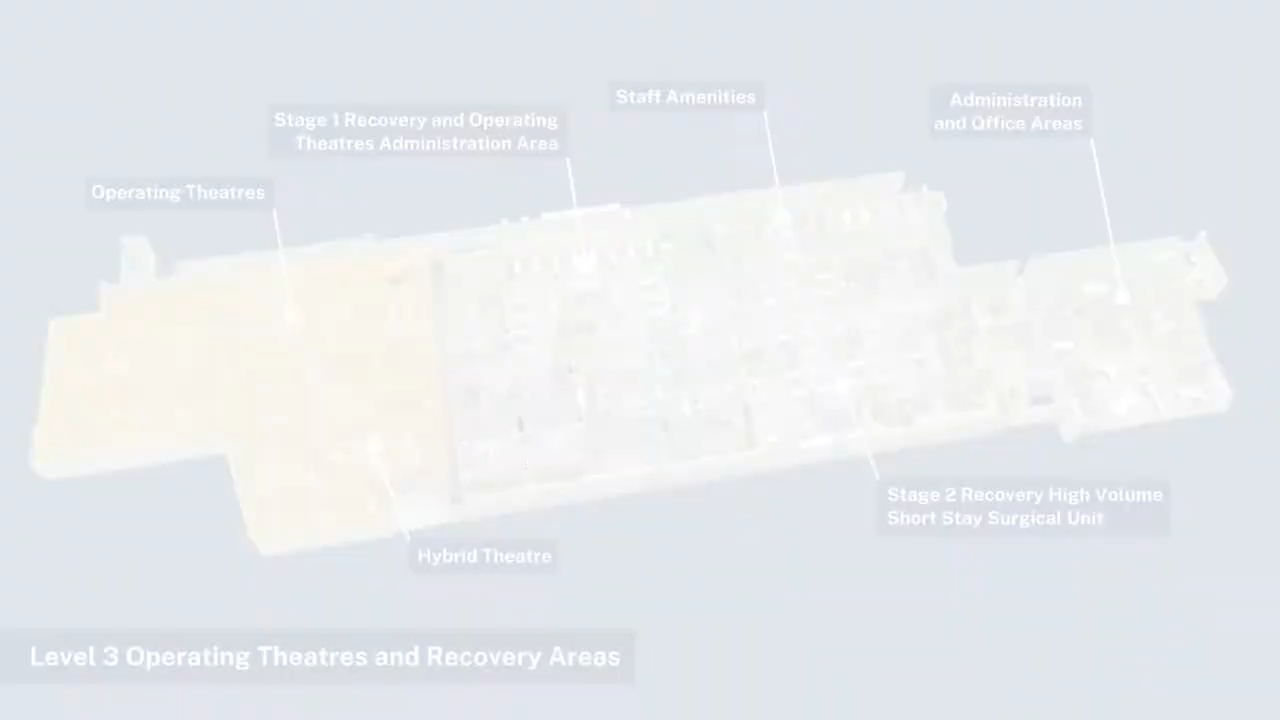 Staff Amenities
Administration
and Office Areas
Stage 1 Recovery and Operating
Theatres Administration Area
Operating Theatres
Stage 2 Recovery High Volume
Short Stay Surgical Unit
Hybrid Theatre
Level 3 Operating Theatres and Recovery Areas